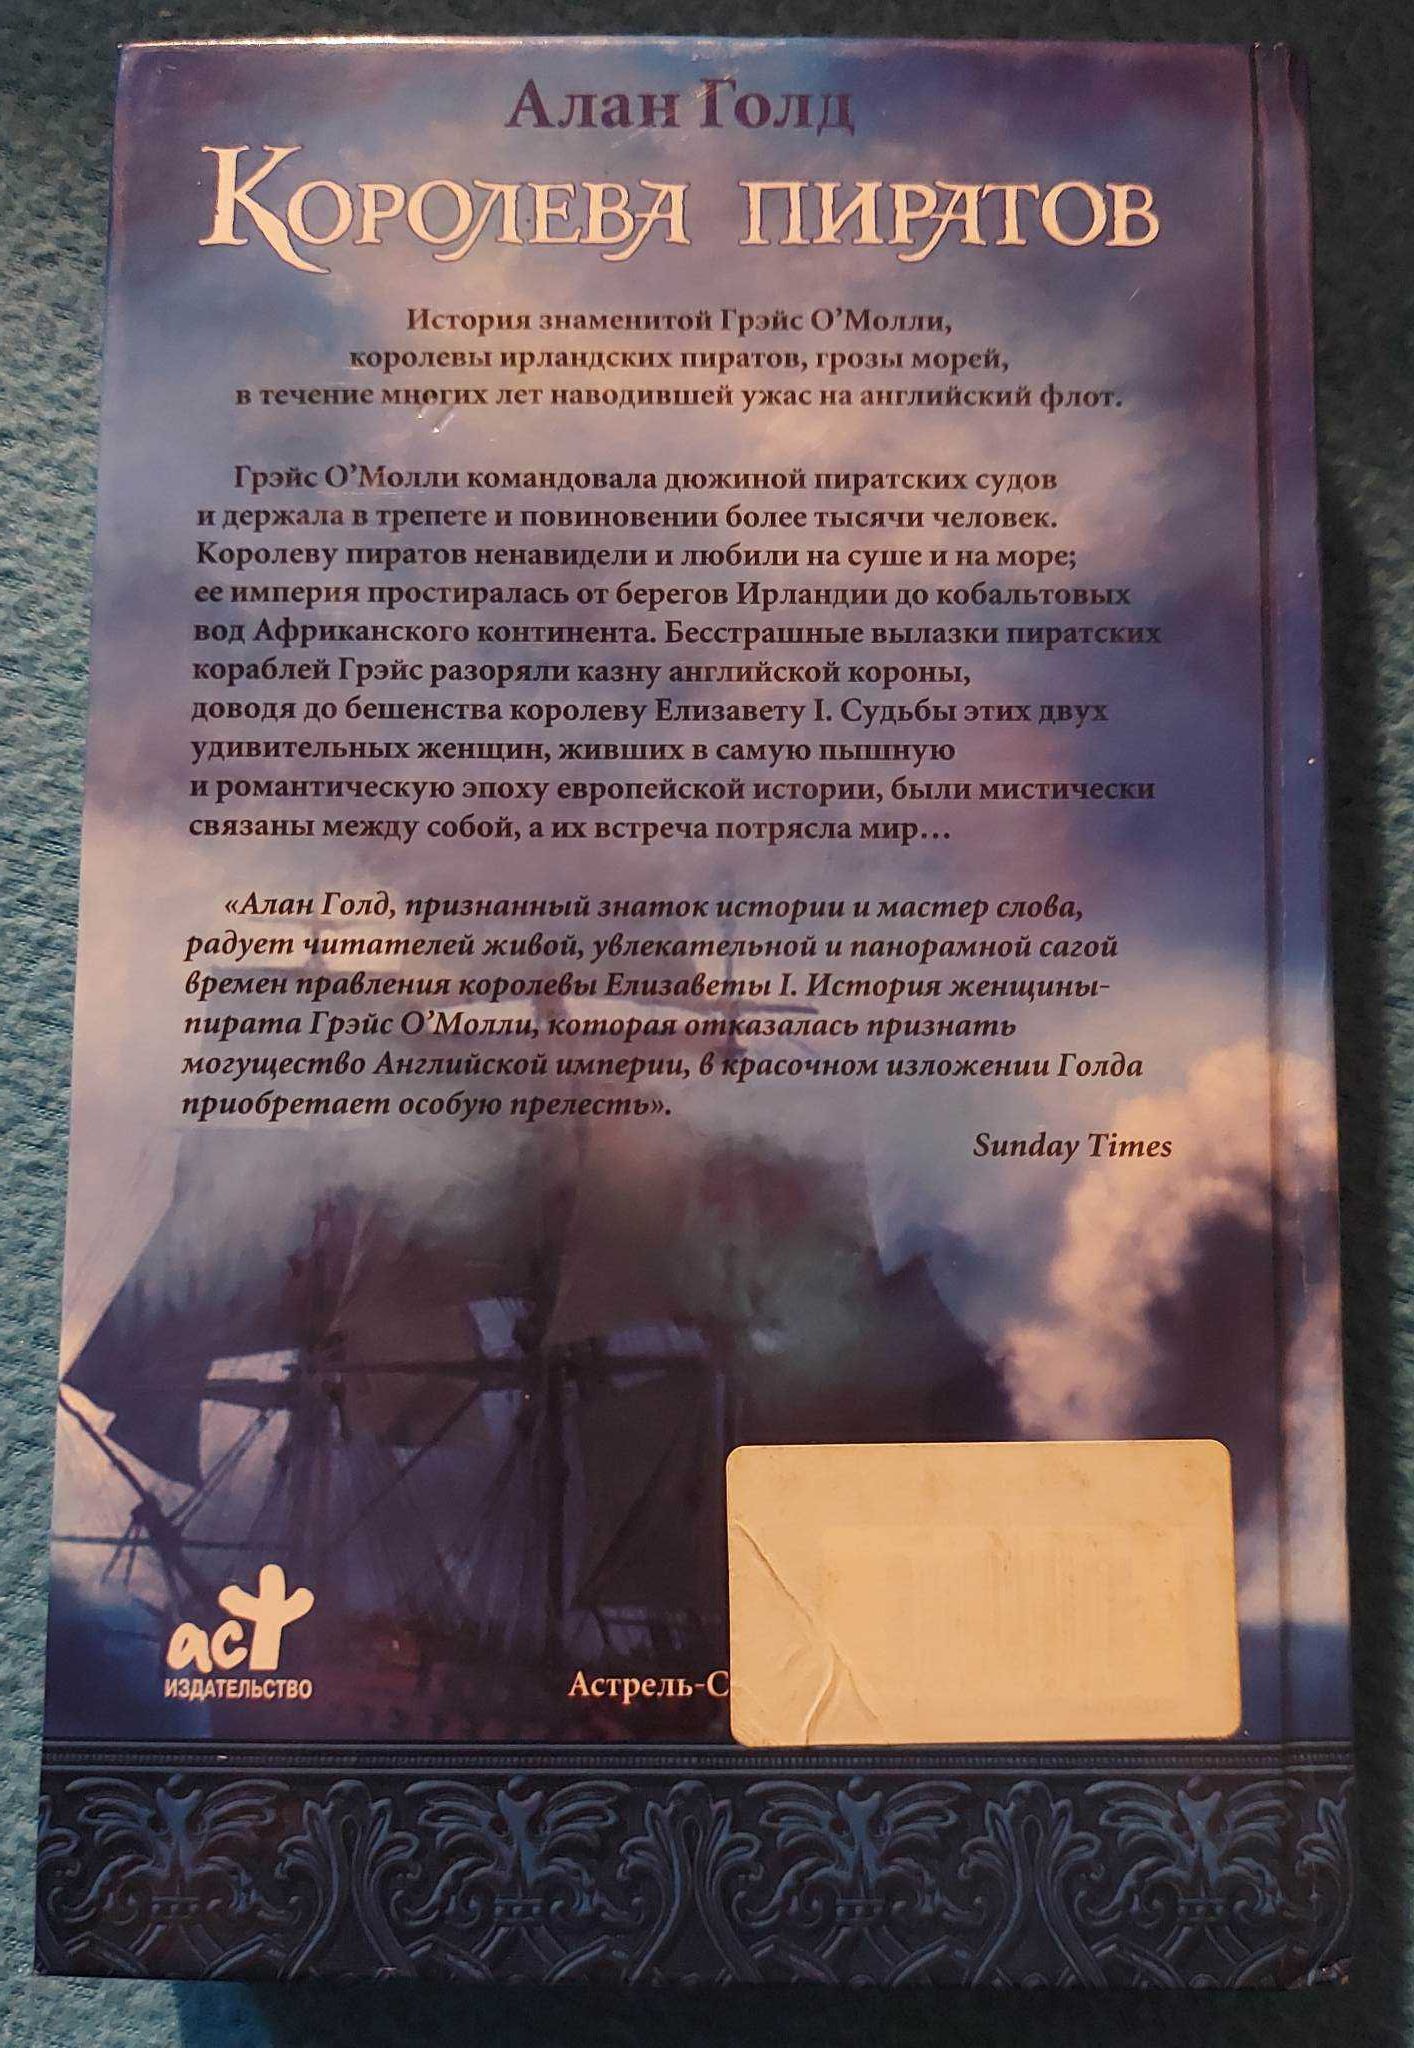 Алан Голд
Королева пиратов
История знаменитой Грэйс О’Молли,
королевы ирландских пиратов, грозы морей,
в течение многих лет наводившей ужас на английский флот.
Грэйс О’Молли командовала дюжиной пиратских судов
и держала в трепете и повиновении более тысячи человек.
Королеву пиратов ненавидели и любили на суше и на море;
ее империя простиралась от берегов Ирландии до кобальтовых
вод Африканского континента. Бесстрашные вылазки пиратских
кораблей Грэйс разоряли казну английской короны,
доводя до бешенства королеву Елизавету I. Судьбы этих двух
удивительных женщин, живших в самую пышную
и романтическую эпоху европейской истории, были мистически
связаны между собой, а их встреча потрясла мир…
«Алан Голд, признанный знаток истории и мастер слова,
радует читателей живой, увлекательной и панорамной сагой
времен правления королевы Елизаветы I. История женщины-
пирата Грэйс О’Молли, которая отказалась признать
могущество Английской империи, в красочном изложении Голда
приобретает особую прелесть».
Sunday Times
аст
ИЗДАТЕЛЬСТВО
Астрель-С